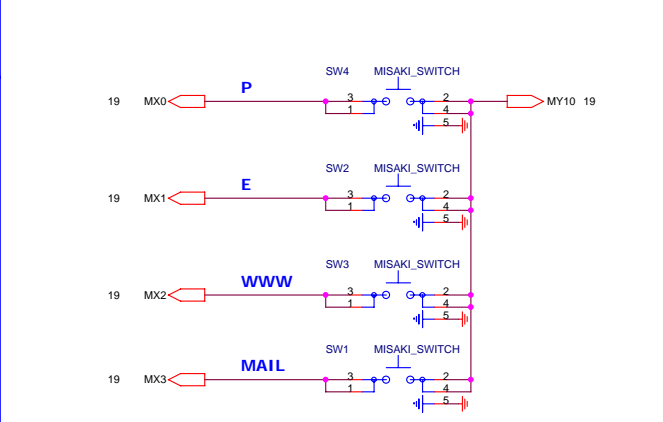 SW4 MISAKI_SWITCH
P
19 MX0 3 2 MY10 19
1 4
5
SW2 MISAKI_SWITCH
E
19 MX1 3 2
1 4
5
SW3 MISAKI_SWITCH
WWW
19 MX2 3 2
1 4
5
SW1 MISAKI_SWITCH
MAIL
19 MX3 3 2
1 4
5